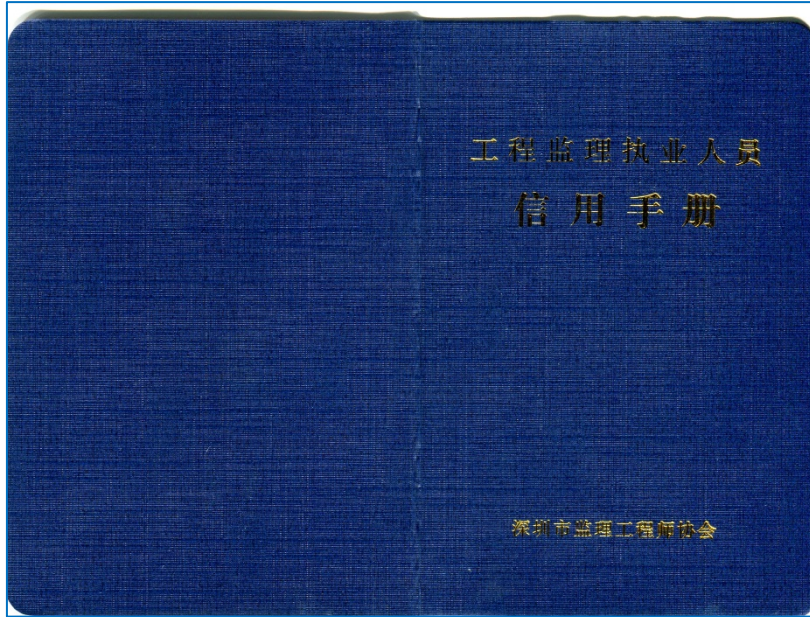 工程监理执业人员
信用手册
深圳市监理工程师协会